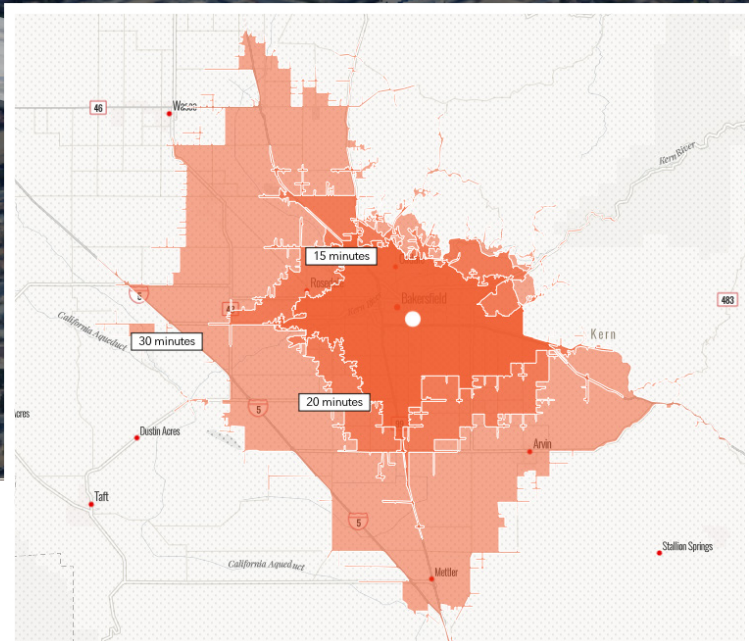 46
Wasco
Kern River
15 minutes
Bakersfield
5
483
California Aqueduct
30 minutes
Kern
20 minutes
5
Acres
Dustin Acres
Arvin
Taft
5
Stallion Springs
California Aqueduct
Mettler